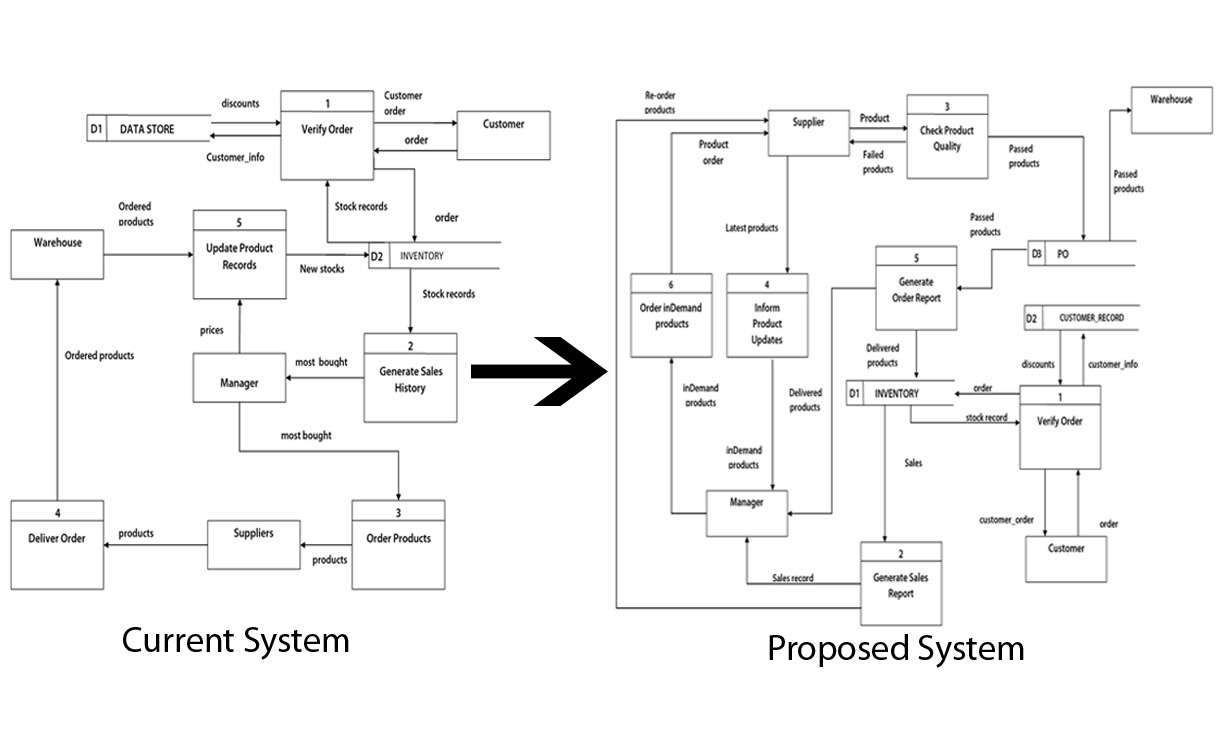 discounts
1
Customer
order
D1
DATA STORE
Verify Order
Customer
order
Customer_info
Stock records
order
Ordered
products
5
Warehouse
Update Product
Records
New stocks
D2
INVENTORY
Stock records
prices
2
most bought
Generate Sales
History
Ordered products
Manager
most bought
4
Deliver Order
products
Suppliers
products
3
Order Products
Current System
Re-order
products
Supplier
Product
3
Check Product
Quality
Warehouse
Product
order
Failed
products
Passed
products
Passed
products
Latest products
Passed
products
D3
PO
6
Order inDemand
products
4
Inform
Product
Updates
5
Generate
Order Report
D2
CUSTOMER_RECORD
Delivered
products
discounts
customer_info
inDemand
products
Delivered
products
D1
INVENTORY
order
stock record
1
Verify Order
inDemand
products
Sales
Manager
customer_order
order
Customer
2
Generate Sales
Report
Sales record
Proposed System